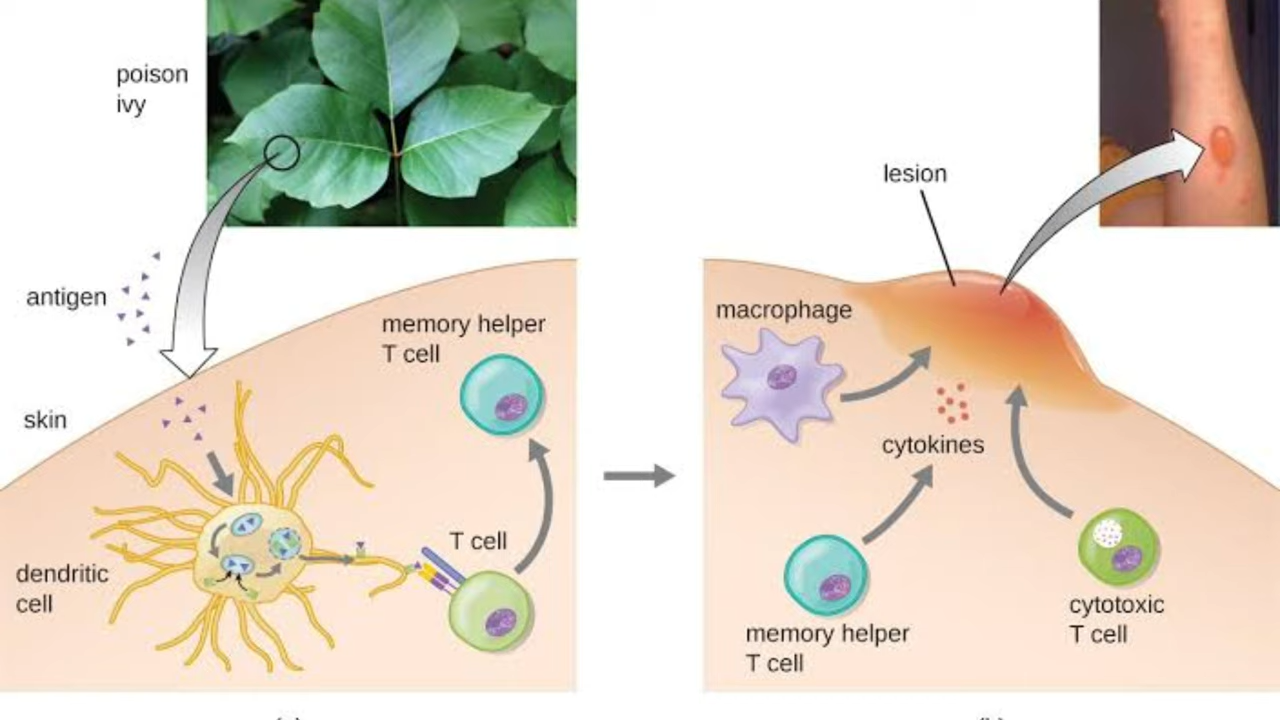 poison
ivy
antigen
skin
dendritic
cell
memory helper
T cell
T cell
lesion
macrophage
cytokines
memory helper
T cell
cytotoxic
T cell